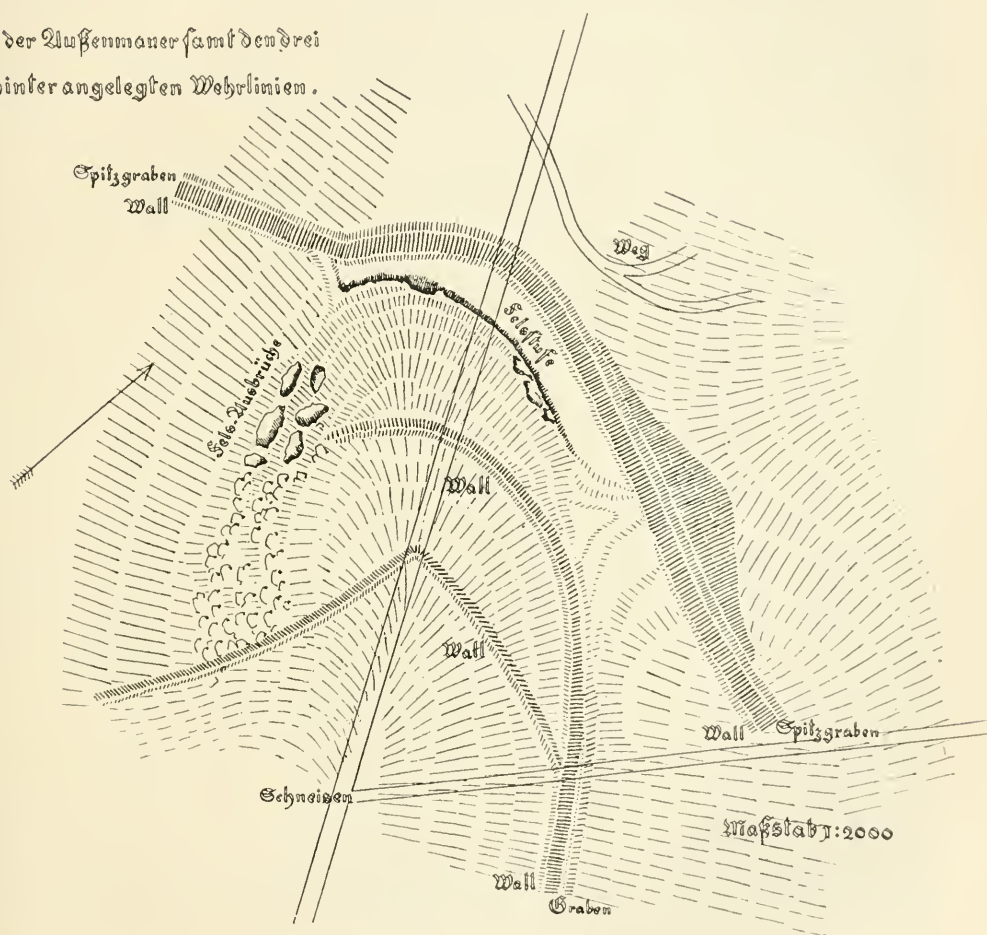 der Außenmauer samt den drei
hinter angelegten Wehrlinien.
Spitzgraben
Wall
Weg
Felsstufe
Fels-Ausbrüche
Wall
Wall
Wall Spitzgraben
Schneisen
Maßstab 1:2000
Wall
Graben